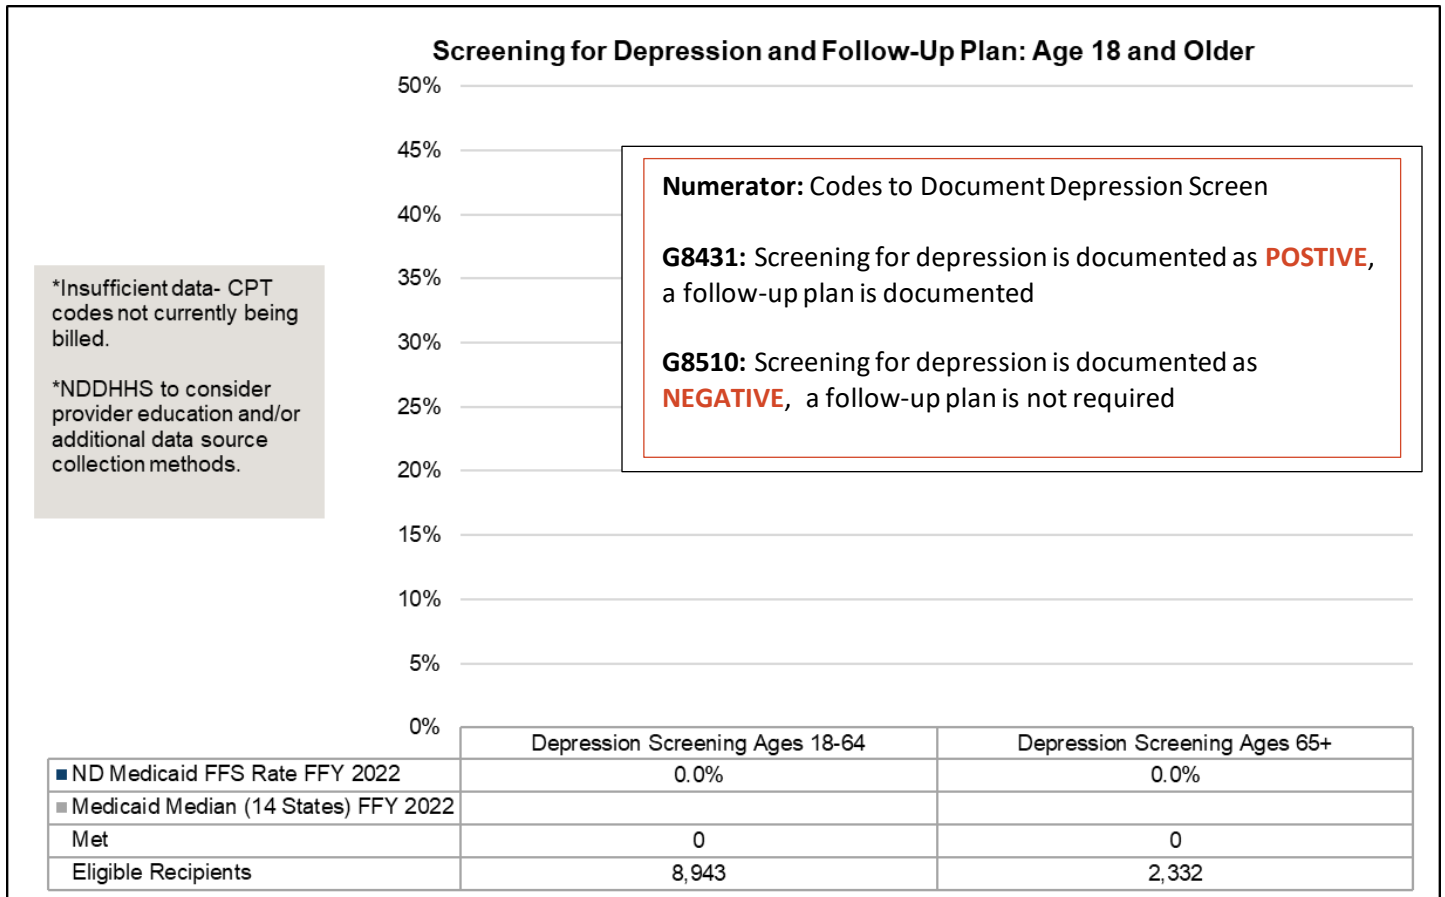 Screening for Depression and Follow-Up Plan: Age 18 and Older
50%
45%
40%
35%
30%
25%
20%
15%
10%
5%
0%
*Insufficient data- CPT
codes not currently being
billed.
*NDDHHS to consider
provider education and/or
additional data source
collection methods.
Numerator: Codes to Document Depression Screen
G8431: Screening for depression is documented as POSTIVE,
a follow-up plan is documented
G8510: Screening for depression is documented as
NEGATIVE, a follow-up plan is not required
Depression Screening Ages 18-64 Depression Screening Ages 65+
ND Medicaid FFS Rate FFY 2022 0.0% 0.0%
Medicaid Median (14 States) FFY 2022
Met 0 0
Eligible Recipients 8,943 2,332